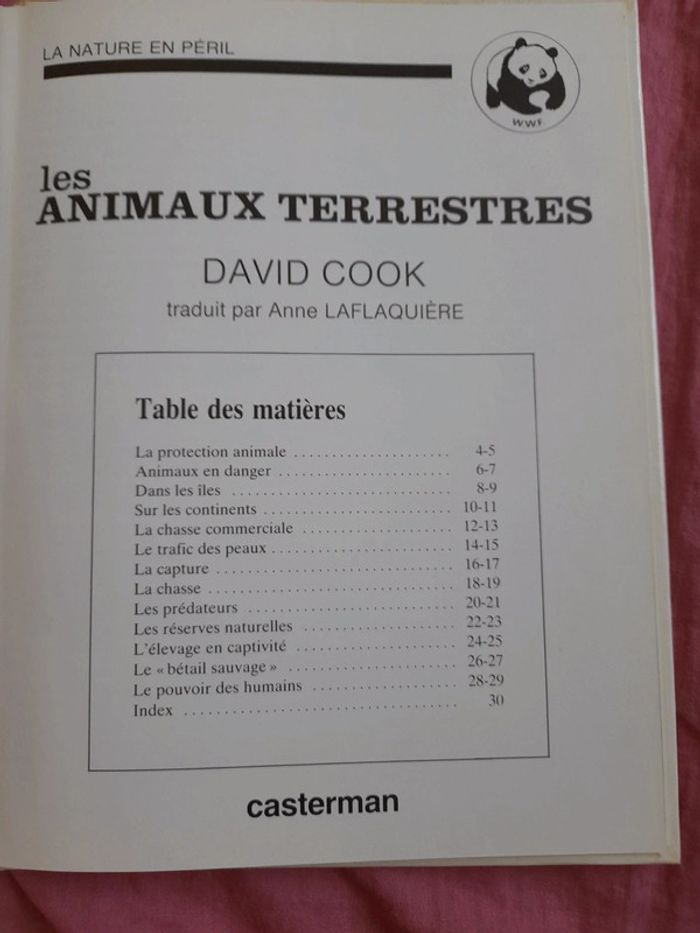 LA NATURE EN PÉRIL
W.W.F.
les
ANIMAUX TERRESTRES
DAVID COOK
traduit par Anne LAFLAQUIÈRE
Table des matières
La protection animale ..................... 4-5
Animaux en danger ....................... 6-7
Dans les îles ............................. 8-9
Sur les continents ......................... 10-11
La chasse commerciale .................... 12-13
Le trafic des peaux ........................ 14-15
La capture ............................... 16-17
La chasse ................................ 18-19
Les prédateurs ........................... 20-21
Les réserves naturelles .................... 22-23
L'élevage en captivité ..................... 24-25
Le « bétail sauvage » ...................... 26-27
Le pouvoir des humains ................... 28-29
Index ................................... 30
casterman